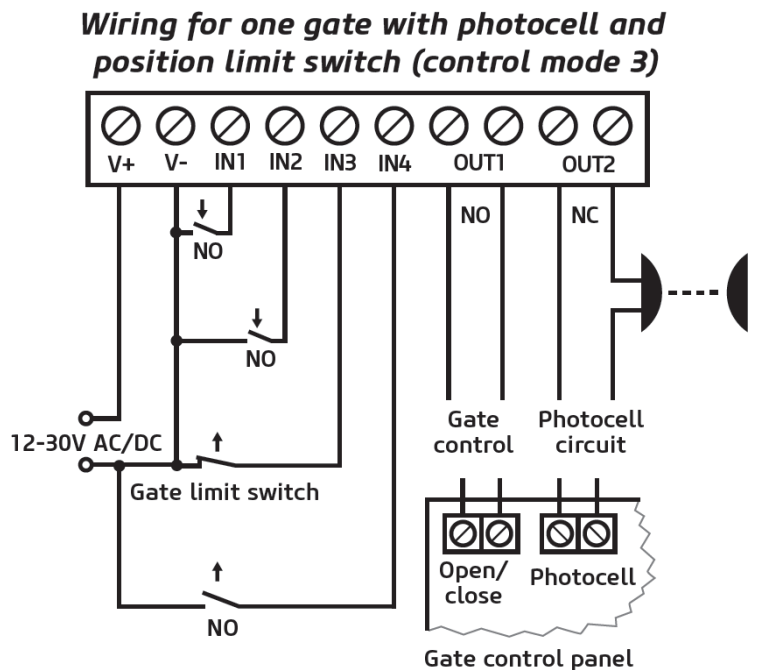 Wiring for one gate with photocell and
position limit switch (control mode 3)
V+ V- IN1 IN2 IN3 IN4 OUT1 OUT2
NO
NC
NO
NO
12-30V AC/DC
Gate limit switch
NO
Gate
control
Photocell
circuit
Open/
close
Photocell
Gate control panel